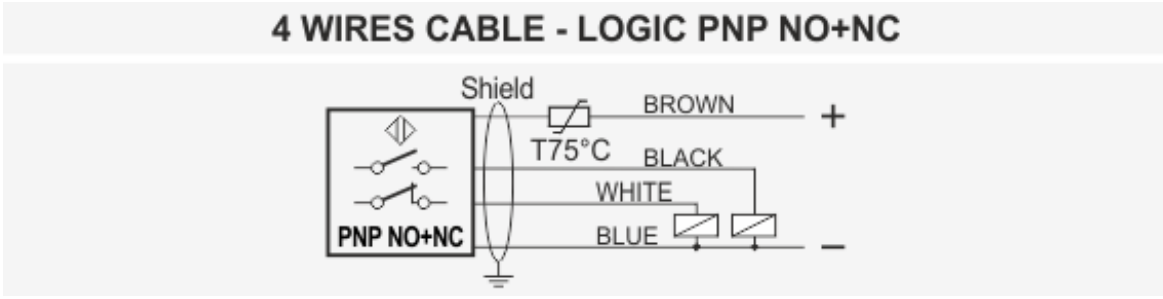 4 WIRES CABLE - LOGIC PNP NO+NC
Shield
BROWN
+
T75°C
BLACK
WHITE
PNP NO+NC
BLUE
−